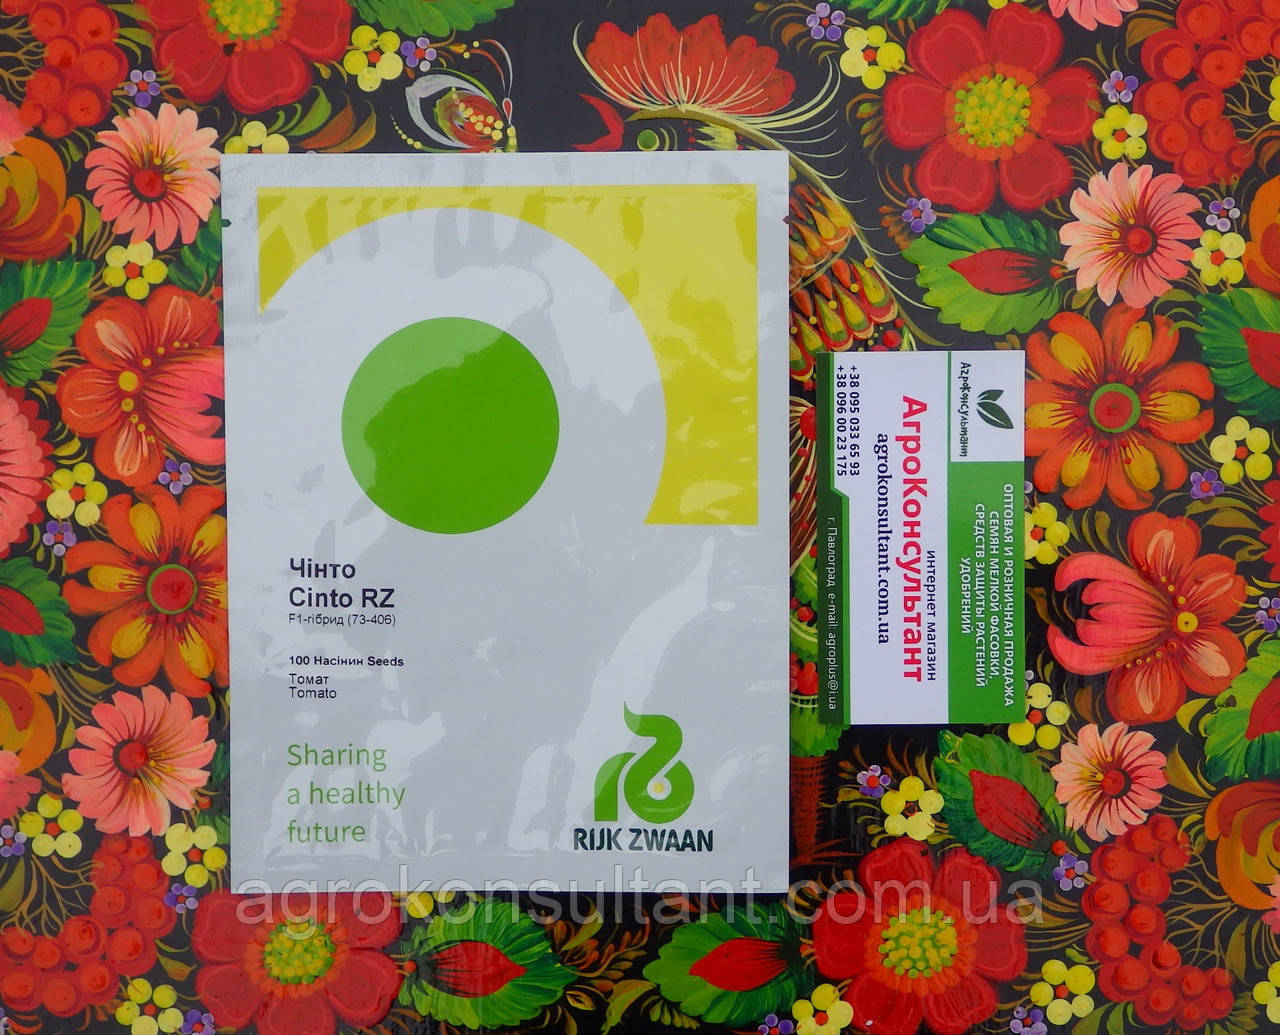 Чінто
Cinto RZ
F1-гібрид (73-406)
100 Насінин Seeds
Томат
Tomato
Sharing
a healthy
future
RIJK ZWAAN
АгроКонсультант
ОПТОВАЯ И РОЗНИЧНАЯ ПРОДАЖА
СЕМЯН МЕЛКОЙ ФАСОВКИ,
СРЕДСТВ ЗАЩИТЫ РАСТЕНИЙ
УДОБРЕНИЙ
интернет магазин
АгроКонсультант
agrokonsultant.com.ua
+38 095 033 65 93
+38 096 00 23 175
г. Павлоград e-mail: agroplus@i.ua
agrokonsultant.com.ua